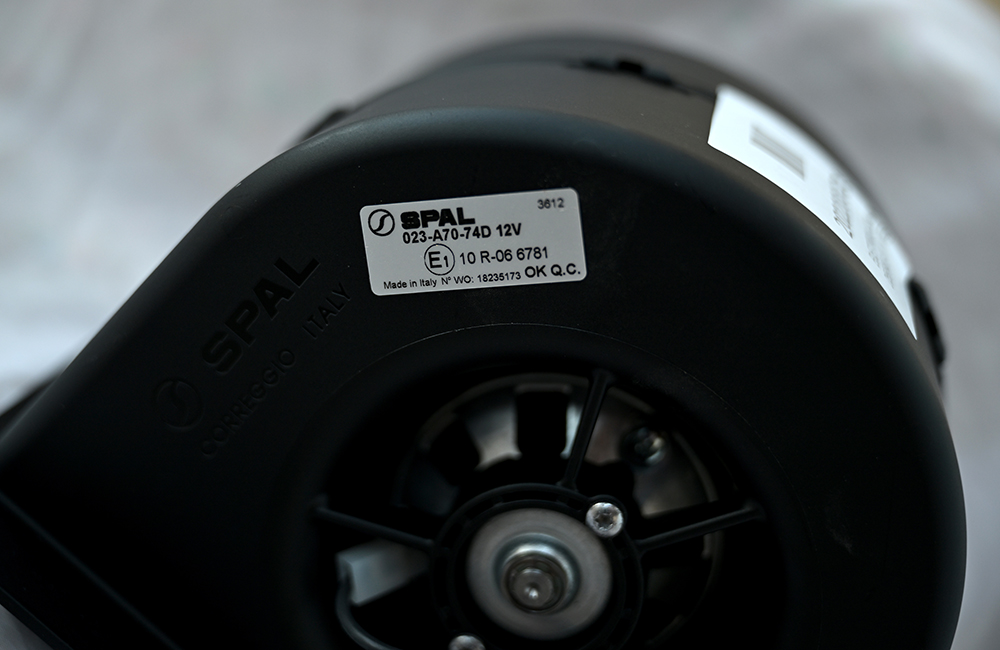 SPAL 3612
023-A70-74D 12V
E1 10 R-06 6781
Made in Italy N° WO: 18235173 OK Q.C.
SPAL
CORREGGIO ITALY